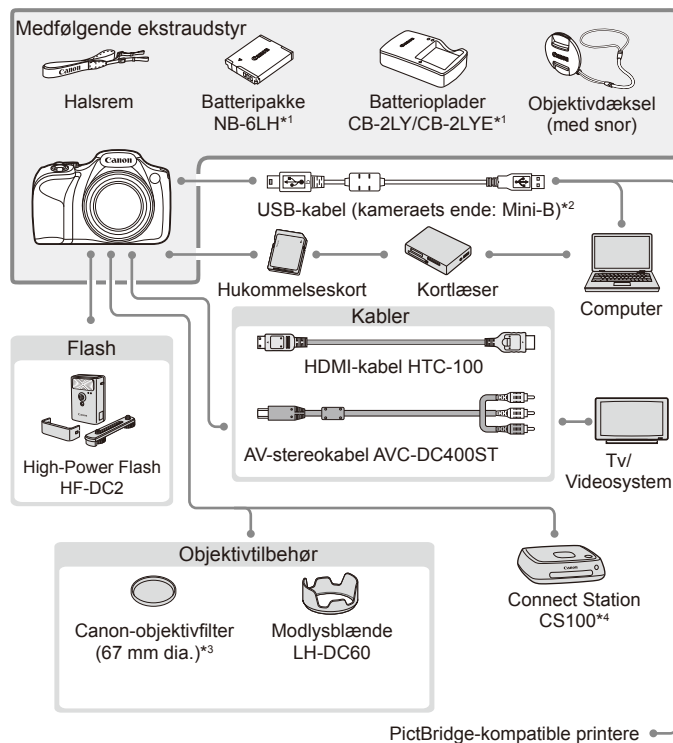 Medfølgende ekstraudstyr
Canon
Halsrem
Batteripakke
NB-6LH*1
Batterioplader
CB-2LY/CB-2LYE*1
Objektivdæksel
(med snor)
Canon
USB-kabel (kameraets ende: Mini-B)*2
Hukommelseskort
Kortlæser
Computer
Kabler
HDMI-kabel HTC-100
AV-stereokabel AVC-DC400ST
Tv/
Videosystem
Flash
High-Power Flash
HF-DC2
Objektivtilbehør
Canon-objektivfilter
(67 mm dia.)*3
Modlysblænde
LH-DC60
Connect Station
CS100*4
PictBridge-kompatible printere